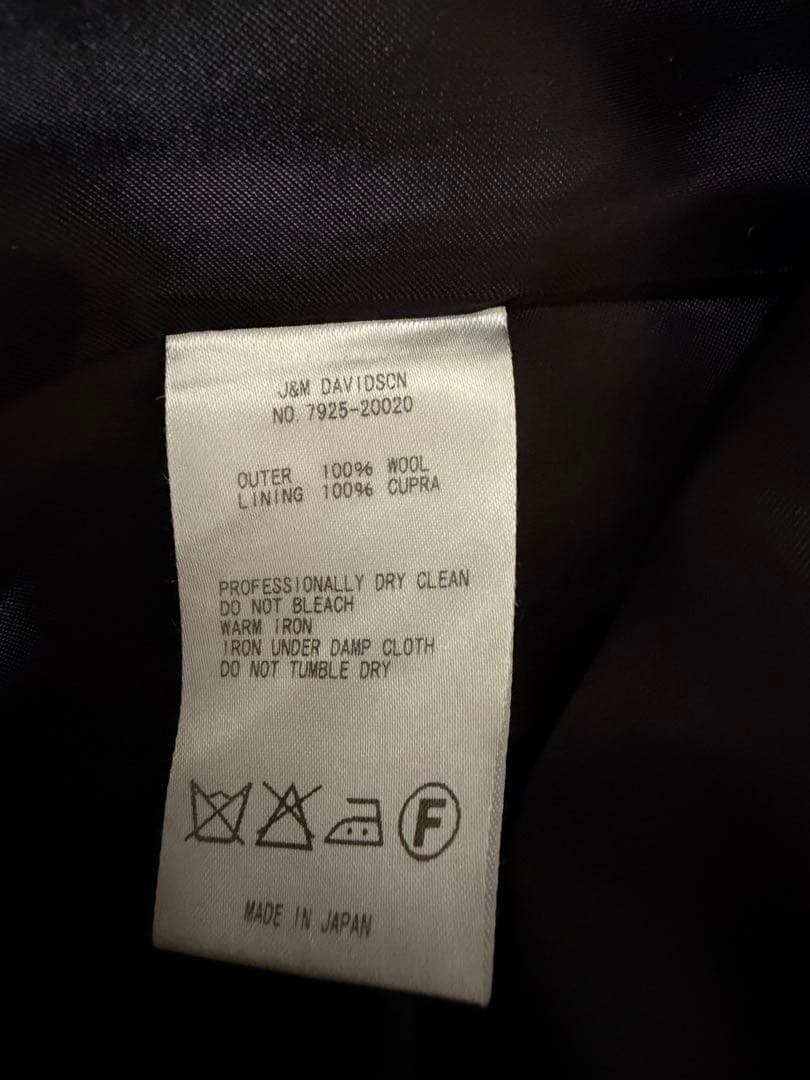 J&M DAVIDSON
NO. 7925-20020
OUTER 100% WOOL
LINING 100% CUPRA
PROFESSIONALLY DRY CLEAN
DO NOT BLEACH
WARM IRON
IRON UNDER DAMP CLOTH
DO NOT TUMBLE DRY
F
MADE IN JAPAN